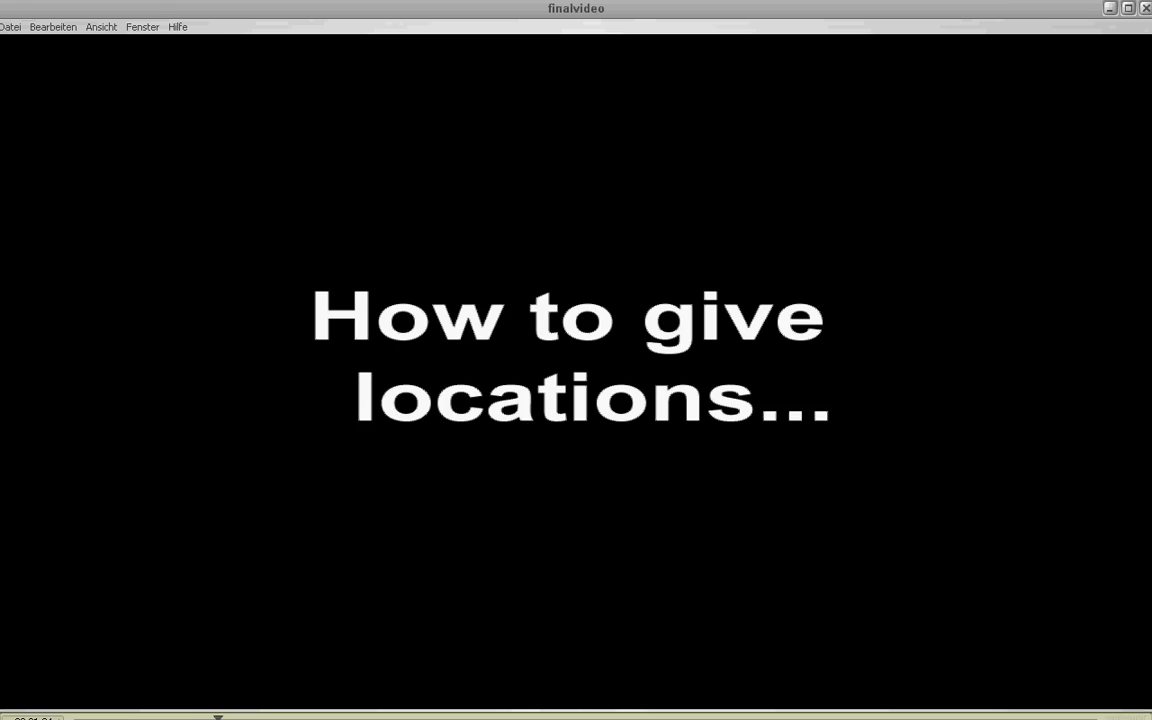 finalvideo
Datei Bearbeiten Ansicht Fenster Hilfe
How to give
locations...